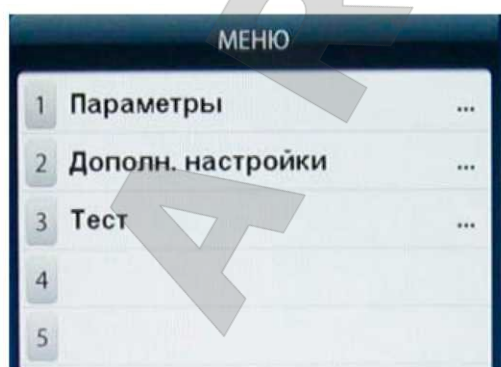 МЕНЮ
1 Параметры ...
2 Дополн. настройки ...
3 Тест ...
4
5